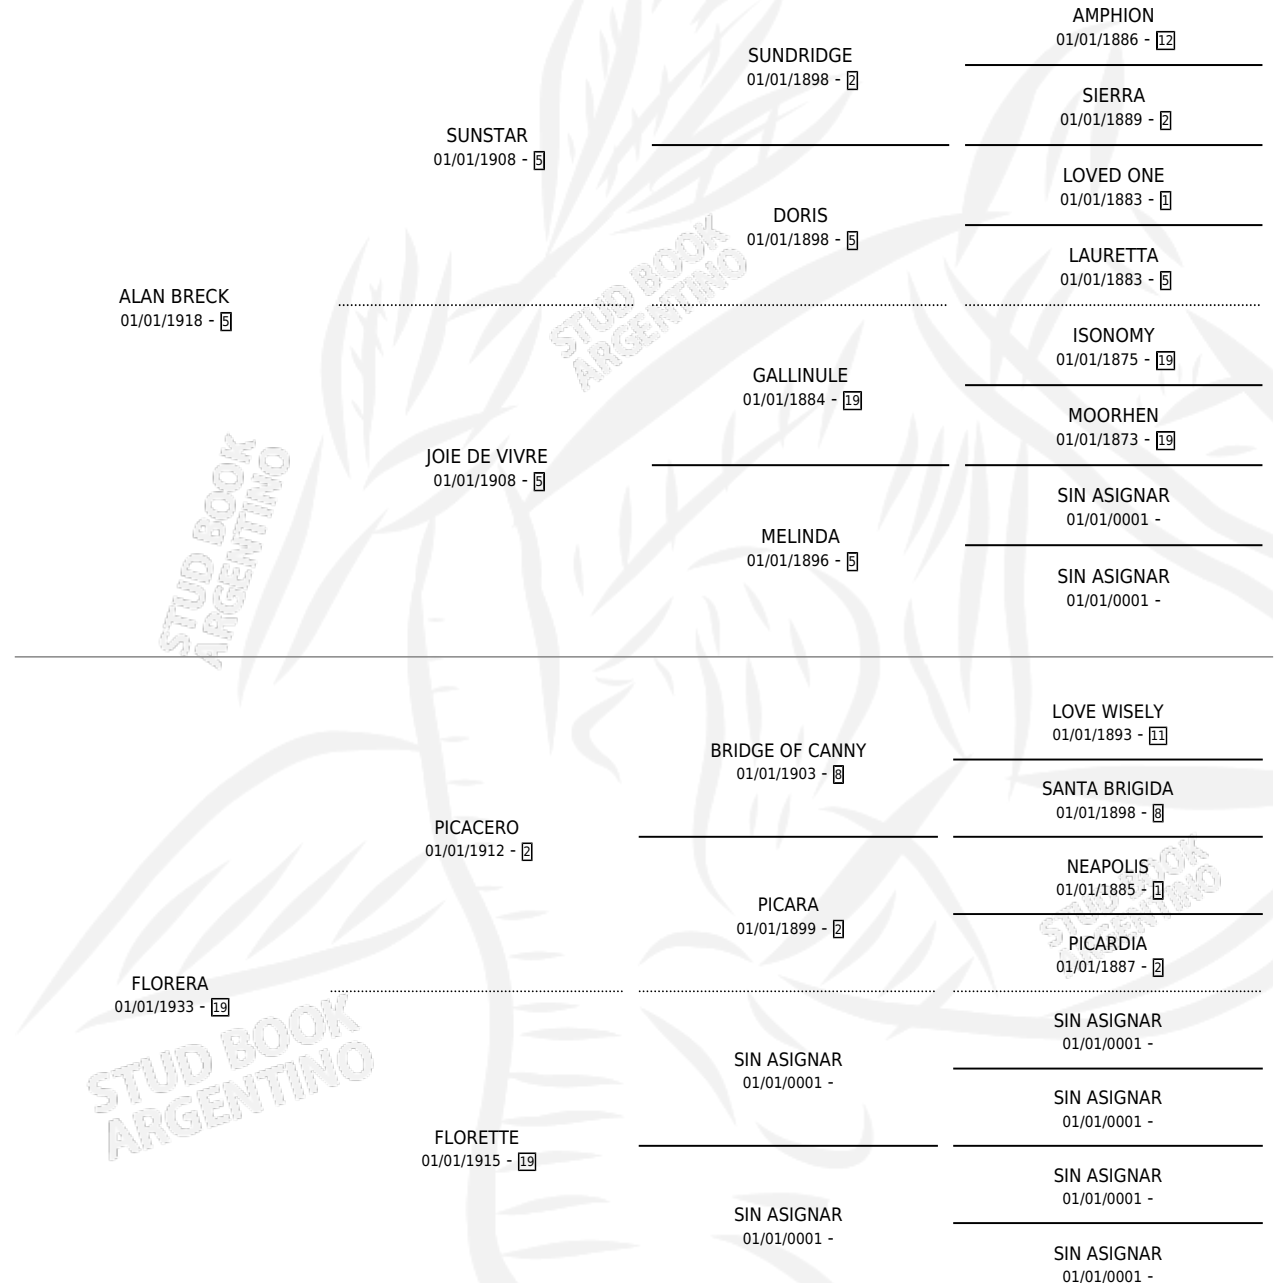 AMPHION
01/01/1886 - 12
SUNDRIDGE
01/01/1898 - 2
SIERRA
01/01/1889 - 2
SUNSTAR
01/01/1908 - 5
LOVED ONE
01/01/1883 - 1
DORIS
01/01/1898 - 5
LAURETTA
01/01/1883 - 5
ALAN BRECK
01/01/1918 - 5
STUD BOOK
ARGENTINO
ISONOMY
01/01/1875 - 19
GALLINULE
01/01/1884 - 19
MOORHEN
01/01/1873 - 19
JOIE DE VIVRE
01/01/1908 - 5
SIN ASIGNAR
01/01/0001 -
MELINDA
01/01/1896 - 5
SIN ASIGNAR
01/01/0001 -
STUD BOOK
ARGENTINO
LOVE WISELY
01/01/1893 - 11
BRIDGE OF CANNY
01/01/1903 - 8
SANTA BRIGIDA
01/01/1898 - 8
PICACERO
01/01/1912 - 2
NEAPOLIS
01/01/1885 - 1
PICARA
01/01/1899 - 2
STUD BOOK
ARGENTINO
PICARDIA
01/01/1887 - 2
FLORERA
01/01/1933 - 19
SIN ASIGNAR
01/01/0001 -
SIN ASIGNAR
01/01/0001 -
SIN ASIGNAR
01/01/0001 -
STUD BOOK
ARGENTINO
FLORETTE
01/01/1915 - 19
SIN ASIGNAR
01/01/0001 -
SIN ASIGNAR
01/01/0001 -
SIN ASIGNAR
01/01/0001 -